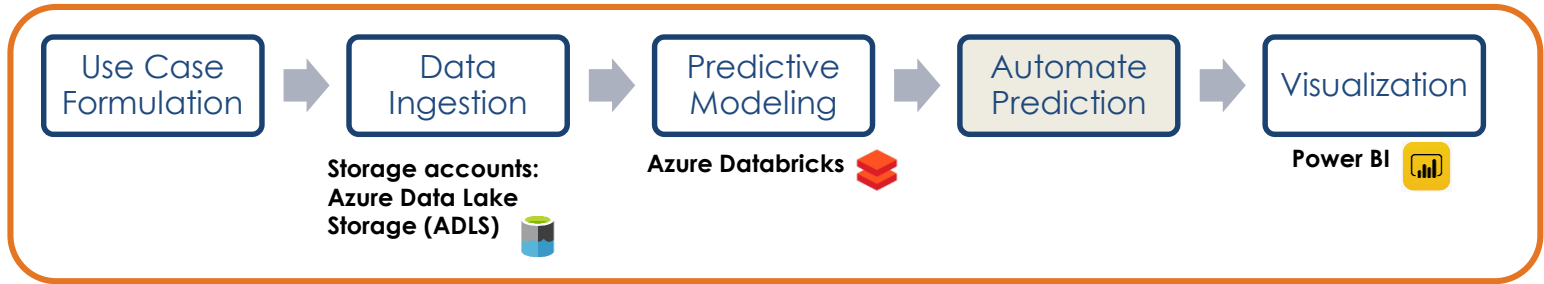 Use Case
Formulation
Data
Ingestion
Predictive
Modeling
Automate
Prediction
Visualization
Storage accounts:
Azure Data Lake
Storage (ADLS)
Azure Databricks
Power BI